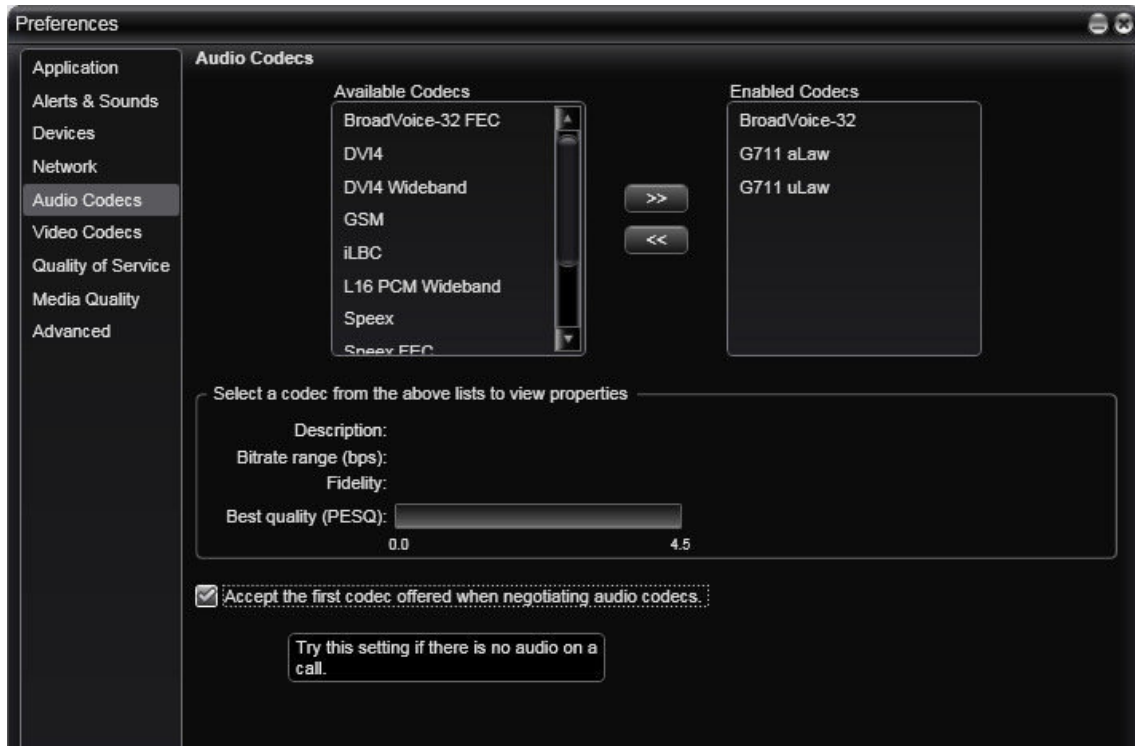 Preferences
Application
Alerts & Sounds
Devices
Network
Audio Codecs
Video Codecs
Quality of Service
Media Quality
Advanced
Audio Codecs
Available Codecs
BroadVoice-32 FEC
DVI4
DVI4 Wideband
GSM
iLBC
L16 PCM Wideband
Speex
Speex FEC
>>
<<
Enabled Codecs
BroadVoice-32
G711 aLaw
G711 uLaw
Select a codec from the above lists to view properties
Description:
Bitrate range (bps):
Fidelity:
Best quality (PESQ):
0.0 4.5
Accept the first codec offered when negotiating audio codecs.
Try this setting if there is no audio on a
call.